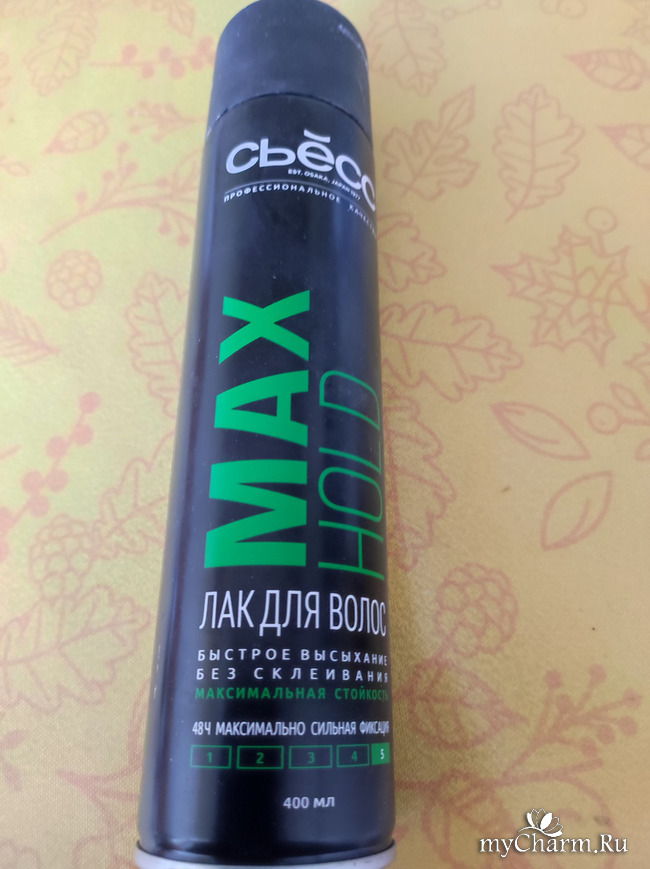 Сьёсс
EST. OSAKA, JAPAN 1977
ПРОФЕССИОНАЛЬНОЕ
MAX
HOLD
ЛАК ДЛЯ ВОЛОС
БЫСТРОЕ ВЫСЫХАНИЕ
БЕЗ СКЛЕИВАНИЯ
МАКСИМАЛЬНАЯ СТОЙКОСТЬ
48Ч МАКСИМАЛЬНО СИЛЬНАЯ ФИКСАЦИЯ
1 2 3 4 5
400 МЛ
myCharm.Ru